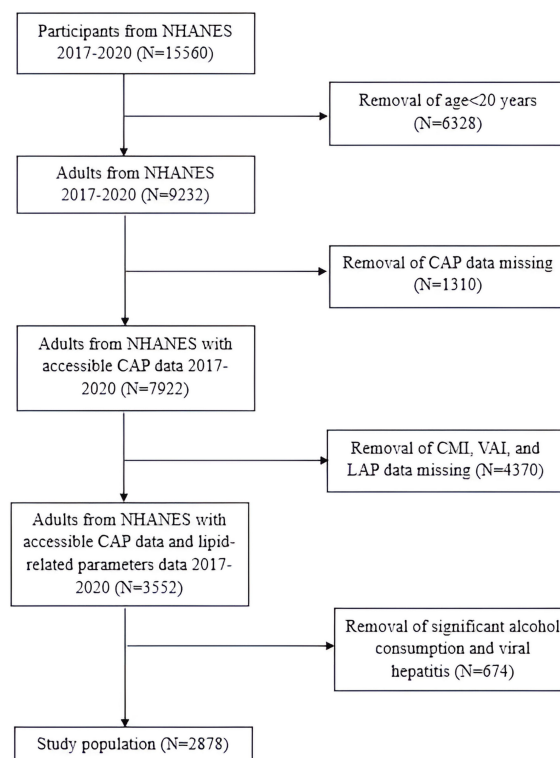 Participants from NHANES
2017-2020 (N=15560)
Removal of age<20 years
(N=6328)
Adults from NHANES
2017-2020 (N=9232)
Removal of CAP data missing
(N=1310)
Adults from NHANES with
accessible CAP data 2017-
2020 (N=7922)
Removal of CMI, VAI, and
LAP data missing (N=4370)
Adults from NHANES with
accessible CAP data and lipid-
related parameters data 2017-
2020 (N=3552)
Removal of significant alcohol
consumption and viral
hepatitis (N=674)
Study population (N=2878)